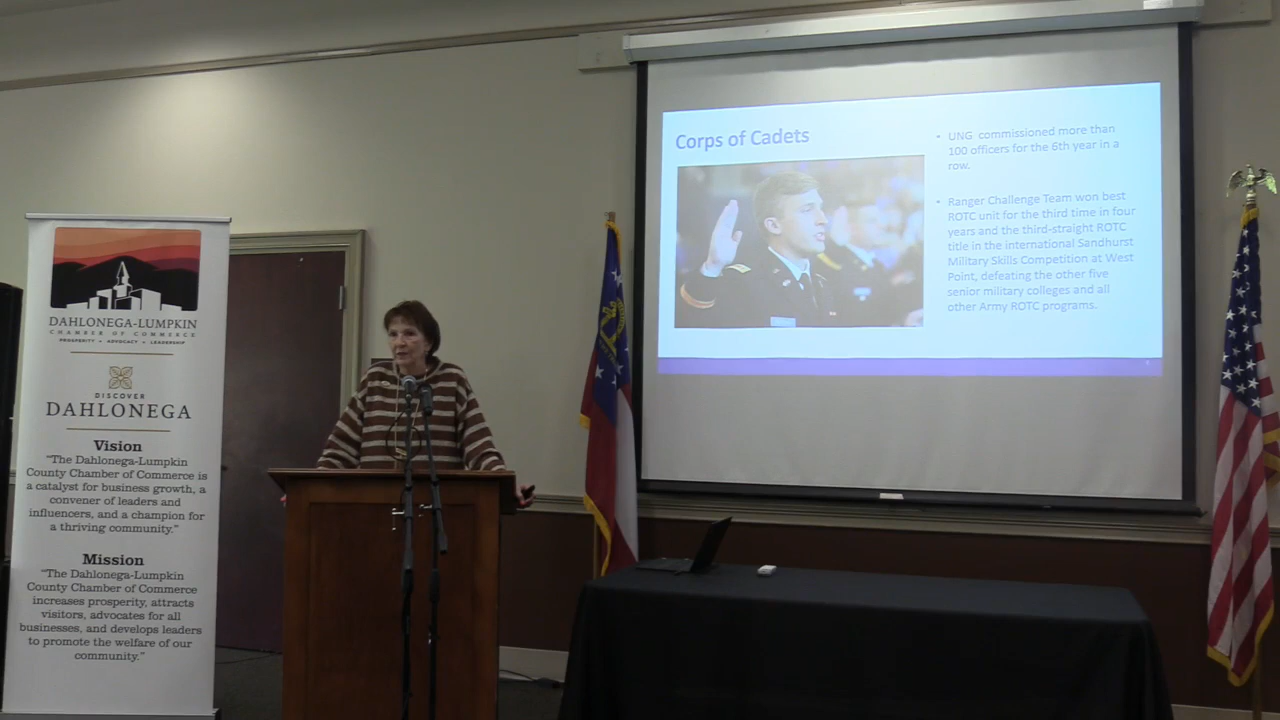 DAHLONEGA-LUMPKIN
CHAMBER OF COMMERCE
PROSPERITY • ADVOCACY • LEADERSHIP
DISCOVER
DAHLONEGA
Vision
"The Dahlonega-Lumpkin
County Chamber of Commerce is
a catalyst for business growth, a
convener of leaders and
influencers, and a champion for
a thriving community."
Mission
"The Dahlonega-Lumpkin
County Chamber of Commerce
increases prosperity, attracts
visitors, advocates for all
businesses, and develops leaders
to promote the welfare of our
community."
Corps of Cadets
• UNG commissioned more than
100 officers for the 6th year in a
row.
• Ranger Challenge Team won best
ROTC unit for the third time in four
years and the third-straight ROTC
title in the international Sandhurst
Military Skills Competition at West
Point, defeating the other five
senior military colleges and all
other Army ROTC programs.